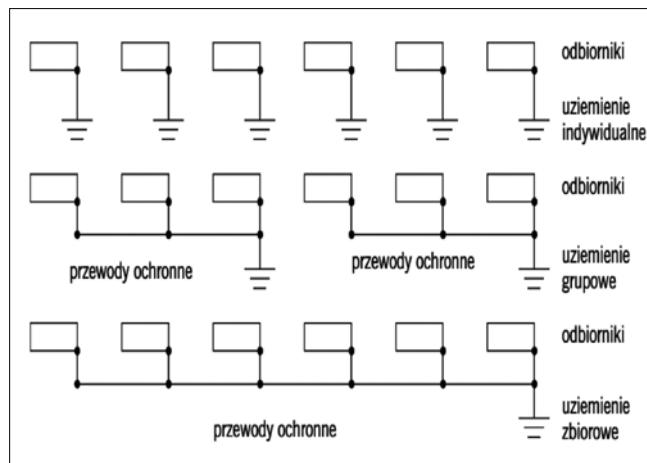 odbiorniki
uziemienie
indywidualne
odbiorniki
przewody ochronne
przewody ochronne
uziemienie
grupowe
odbiorniki
uziemienie
zbiorowe
przewody ochronne